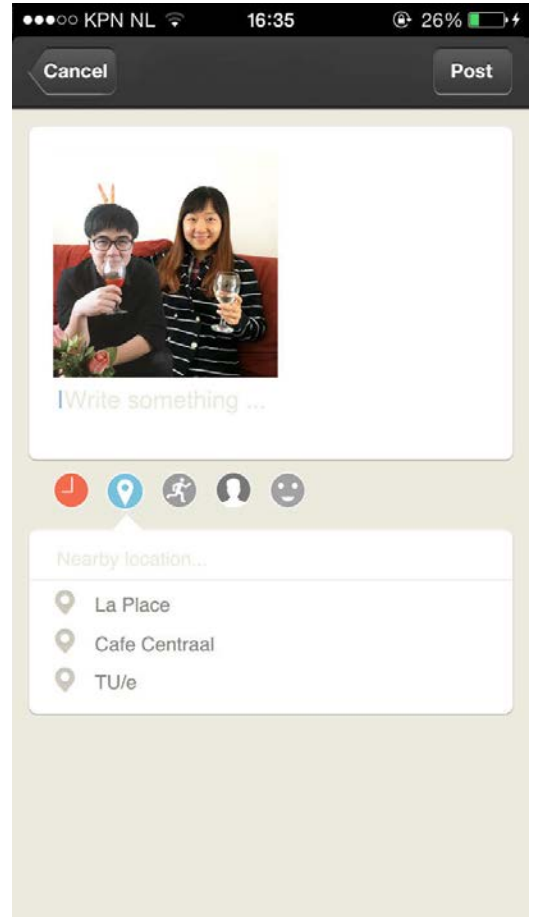 KPN NL 16:35 26%
Cancel Post
Write something ...
Nearby location...
La Place
Cafe Centraal
TU/e